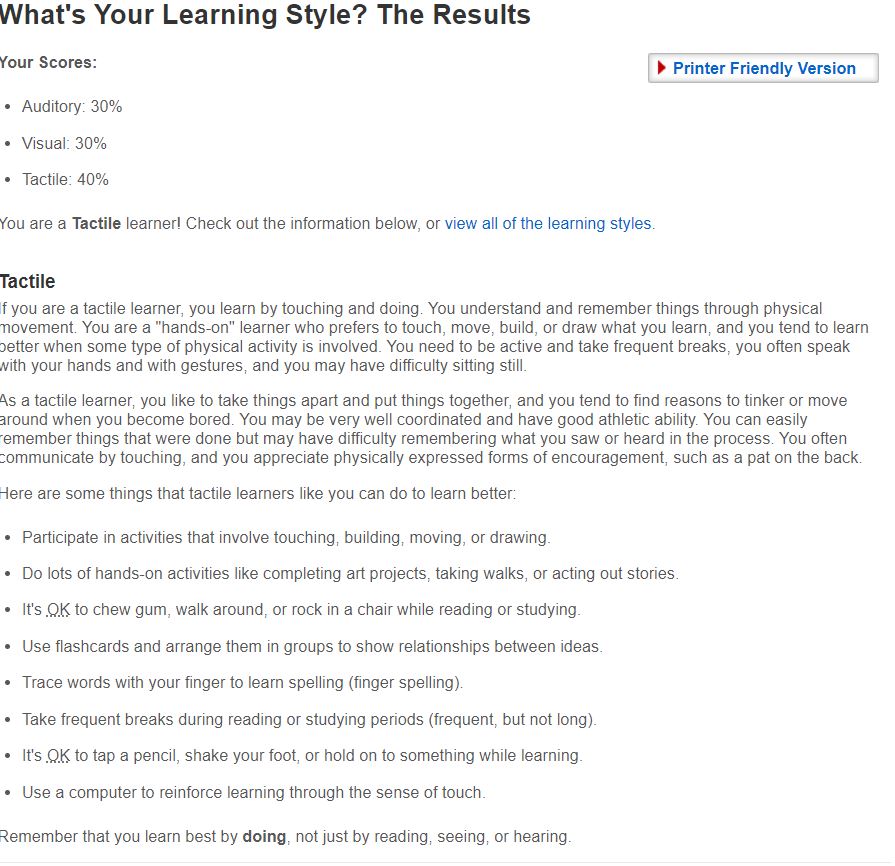 What's Your Learning Style? The Results
Your Scores:
Printer Friendly Version
• Auditory: 30%
• Visual: 30%
• Tactile: 40%
You are a Tactile learner! Check out the information below, or view all of the learning styles.
Tactile
If you are a tactile learner, you learn by touching and doing. You understand and remember things through physical
movement. You are a "hands-on" learner who prefers to touch, move, build, or draw what you learn, and you tend to learn
better when some type of physical activity is involved. You need to be active and take frequent breaks, you often speak
with your hands and with gestures, and you may have difficulty sitting still.
As a tactile learner, you like to take things apart and put things together, and you tend to find reasons to tinker or move
around when you become bored. You may be very well coordinated and have good athletic ability. You can easily
remember things that were done but may have difficulty remembering what you saw or heard in the process. You often
communicate by touching, and you appreciate physically expressed forms of encouragement, such as a pat on the back.
Here are some things that tactile learners like you can do to learn better:
• Participate in activities that involve touching, building, moving, or drawing.
• Do lots of hands-on activities like completing art projects, taking walks, or acting out stories.
• It's OK to chew gum, walk around, or rock in a chair while reading or studying.
• Use flashcards and arrange them in groups to show relationships between ideas.
• Trace words with your finger to learn spelling (finger spelling).
• Take frequent breaks during reading or studying periods (frequent, but not long).
• It's OK to tap a pencil, shake your foot, or hold on to something while learning.
• Use a computer to reinforce learning through the sense of touch.
Remember that you learn best by doing, not just by reading, seeing, or hearing.